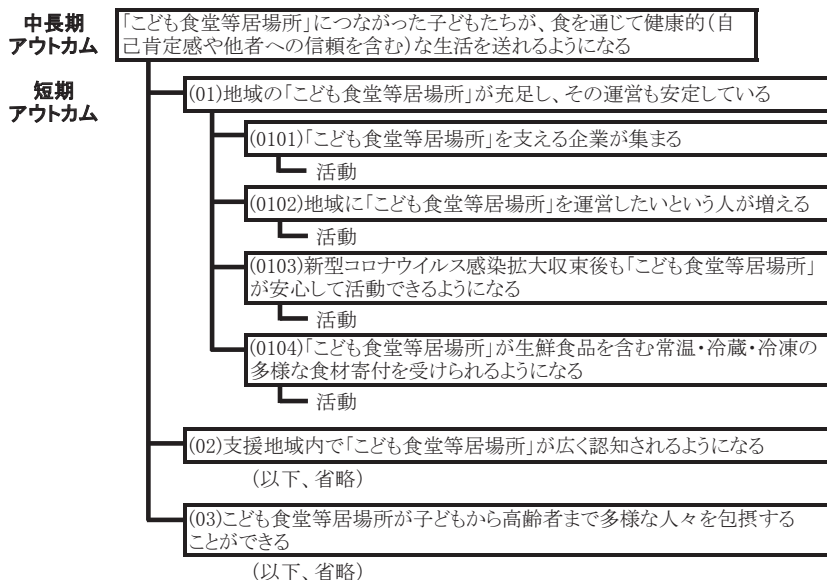 中長期
アウトカム
「こども食堂等居場所」につながった子どもたちが、食を通じて健康的(自
己肯定感や他者への信頼を含む)な生活を送れるようになる
短期
アウトカム
(01)地域の「こども食堂等居場所」が充足し、その運営も安定している
(0101)「こども食堂等居場所」を支える企業が集まる
活動
(0102)地域に「こども食堂等居場所」を運営したいという人が増える
活動
(0103)新型コロナウイルス感染拡大収束後も「こども食堂等居場所」
が安心して活動できるようになる
活動
(0104)「こども食堂等居場所」が生鮮食品を含む常温・冷蔵・冷凍の
多様な食材寄付を受けられるようになる
活動
(02)支援地域内で「こども食堂等居場所」が広く認知されるようになる
(以下、省略)
(03)こども食堂等居場所が子どもから高齢者まで多様な人々を包摂する
ことができる
(以下、省略)